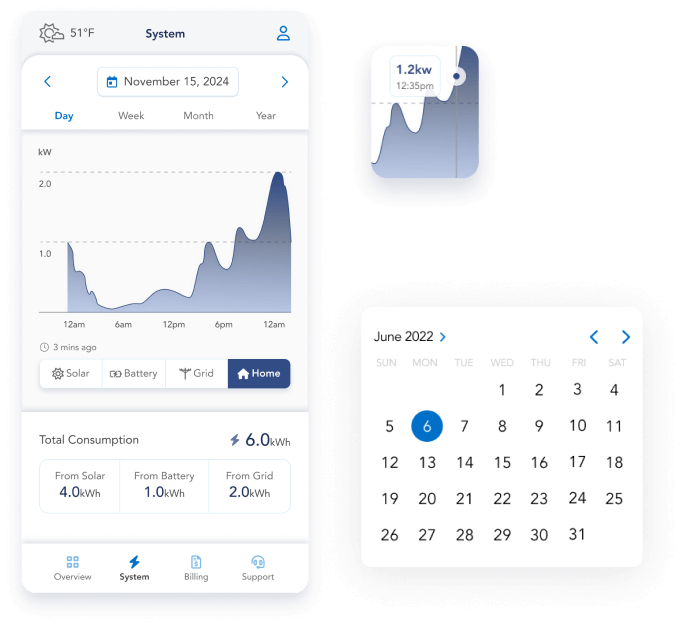 51°F
System
November 15, 2024
Day Week Month Year
kW
2.0
1.0
12am 6am 12pm 6pm 12am
3 mins ago
Solar Battery Grid Home
Total Consumption 6.0kWh
From Solar From Battery From Grid
4.0kWh 1.0kWh 2.0kWh
Overview System Billing Support
1.2kw
12:35pm
June 2022
SUN MON TUE WED THU FRI SAT
1 2 3 4
5 6 7 8 9 10 11
12 13 14 15 16 17 18
19 20 21 22 23 24 25
26 27 28 29 30 31